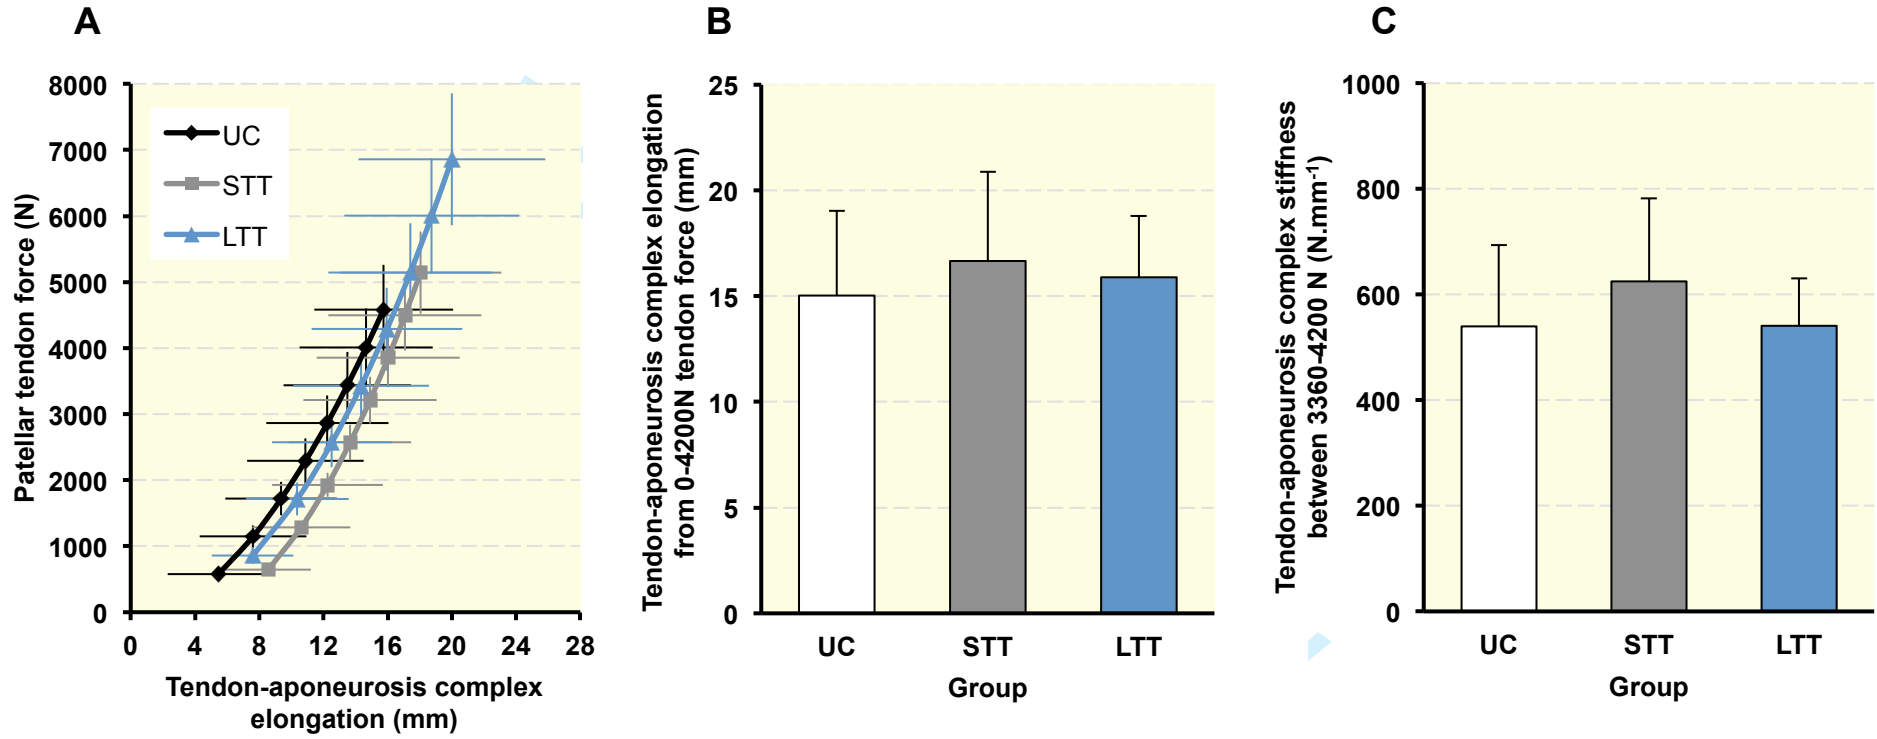 A
8000
7000
6000
5000
4000
3000
2000
1000
0
0 4 8 12 16 20 24 28
Patellar tendon force (N)
UC
STT
LTT
Tendon-aponeurosis complex
elongation (mm)
B
25
20
15
10
5
0
Tendon-aponeurosis complex elongation
from 0-4200N tendon force (mm)
UC STT LTT
Group
C
1000
800
600
400
200
0
Tendon-aponeurosis complex stiffness
between 3360-4200 N (N.mm⁻¹)
UC STT LTT
Group